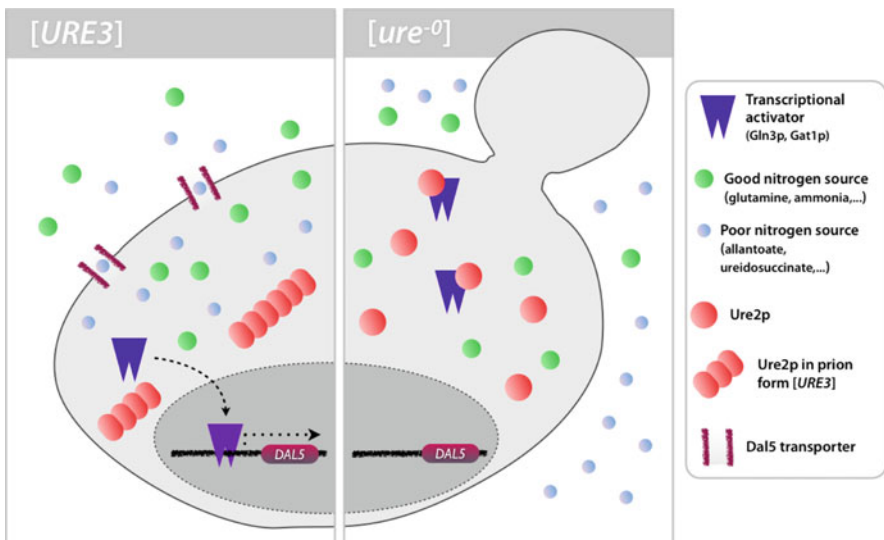 [URE3]
[ure-0]
Transcriptional
activator
(Gln3p, Gat1p)
Good nitrogen source
(glutamine, ammonia,...)
Poor nitrogen source
(allantoate,
ureidosuccinate,...)
Ure2p
Ure2p in prion
form [URE3]
Dal5 transporter
DAL5
DAL5